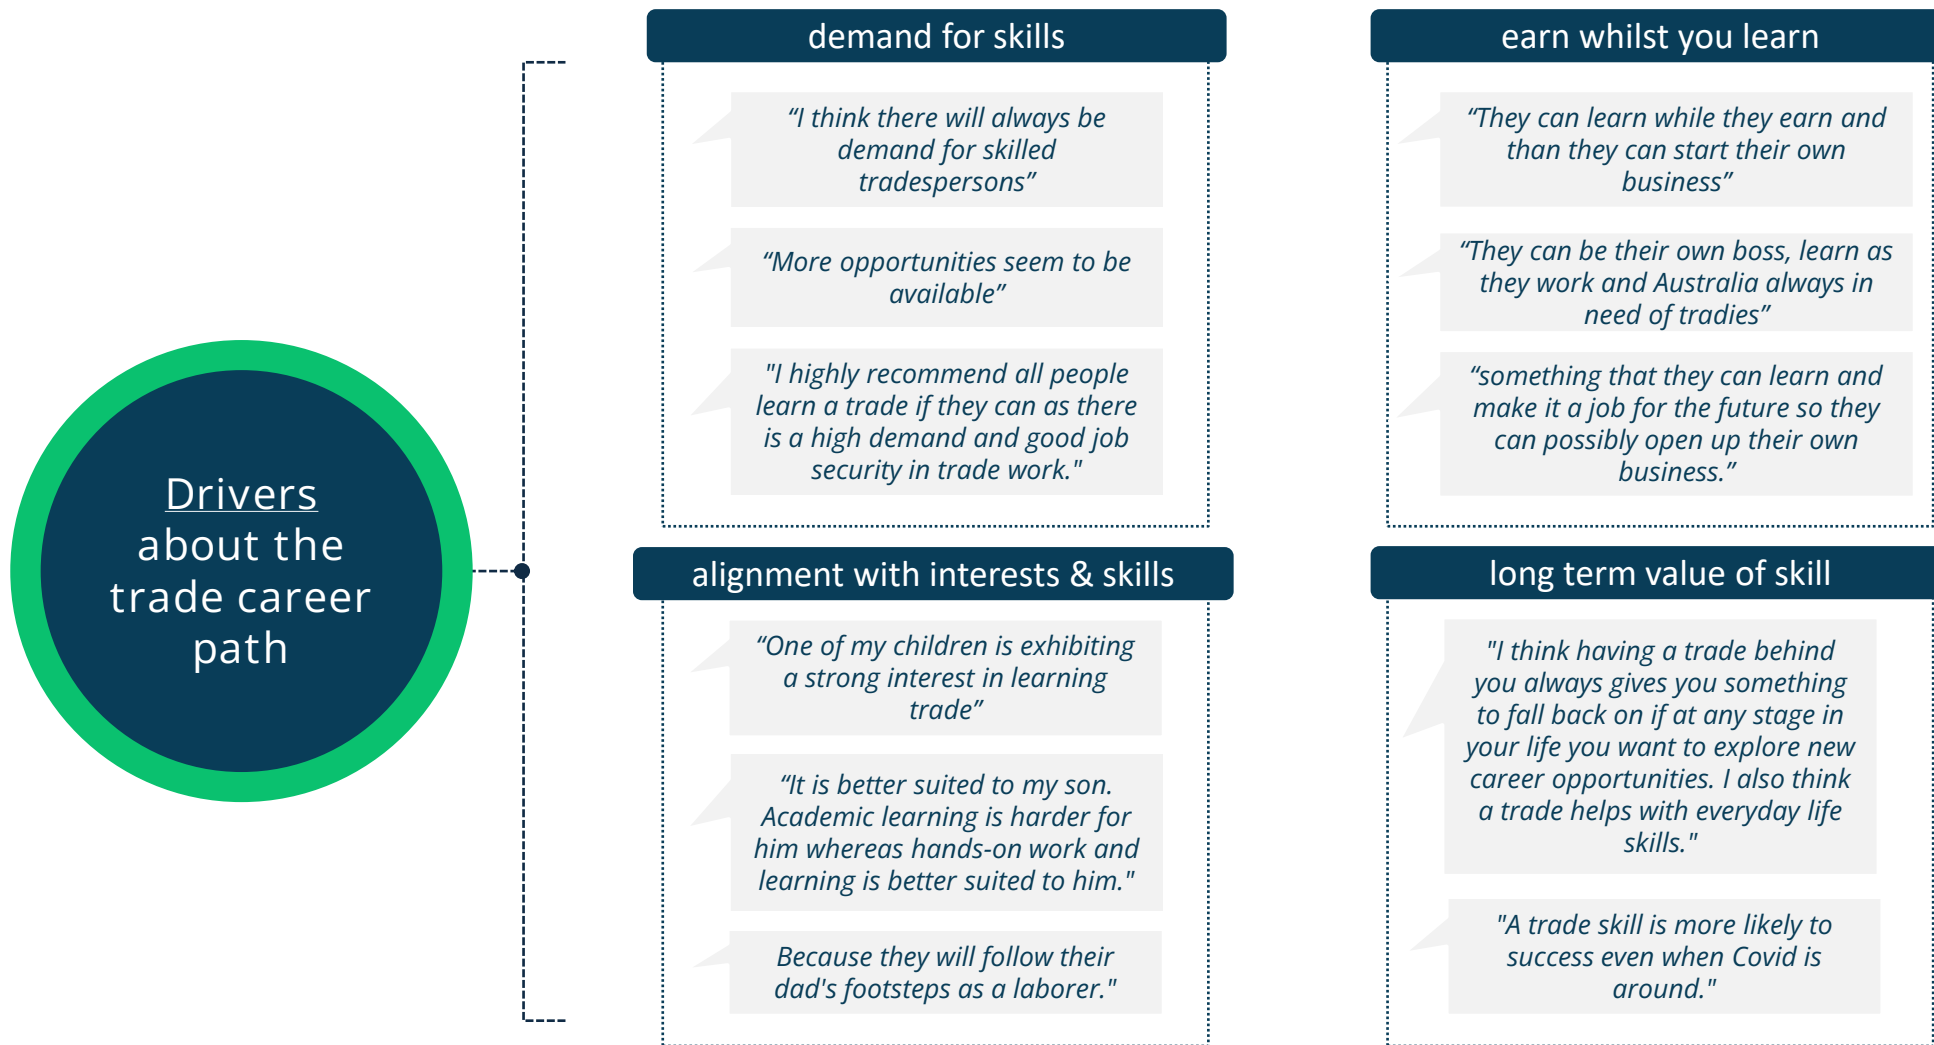 Drivers
about the
trade career
path
demand for skills
“I think there will always be
demand for skilled
tradespersons”
“More opportunities seem to be
available”
"I highly recommend all people
learn a trade if they can as there
is a high demand and good job
security in trade work."
earn whilst you learn
“They can learn while they earn and
than they can start their own
business”
“They can be their own boss, learn as
they work and Australia always in
need of tradies”
“something that they can learn and
make it a job for the future so they
can possibly open up their own
business.”
alignment with interests & skills
“One of my children is exhibiting
a strong interest in learning
trade”
“It is better suited to my son.
Academic learning is harder for
him whereas hands-on work and
learning is better suited to him."
Because they will follow their
dad's footsteps as a laborer."
long term value of skill
"I think having a trade behind
you always gives you something
to fall back on if at any stage in
your life you want to explore new
career opportunities. I also think
a trade helps with everyday life
skills."
"A trade skill is more likely to
success even when Covid is
around."